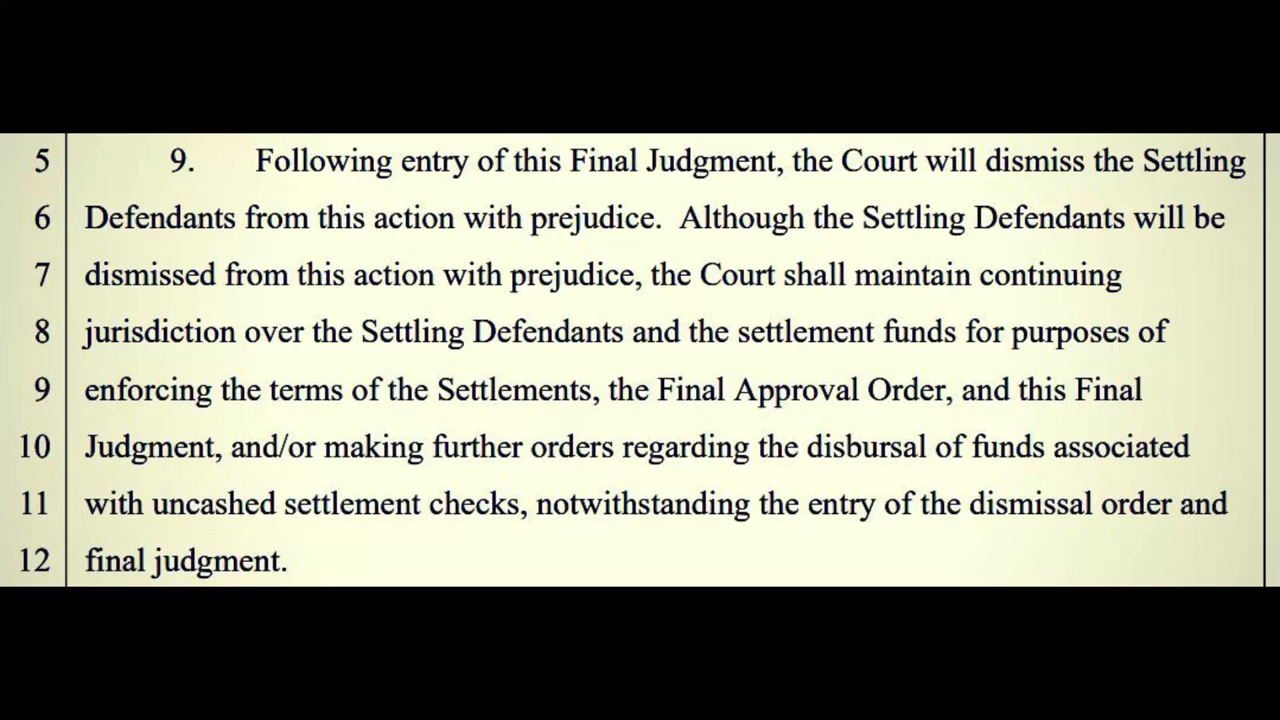 5 9. Following entry of this Final Judgment, the Court will dismiss the Settling
6 Defendants from this action with prejudice.  Although the Settling Defendants will be
7 dismissed from this action with prejudice, the Court shall maintain continuing
8 jurisdiction over the Settling Defendants and the settlement funds for purposes of
9 enforcing the terms of the Settlements, the Final Approval Order, and this Final
10 Judgment, and/or making further orders regarding the disbursal of funds associated
11 with uncashed settlement checks, notwithstanding the entry of the dismissal order and
12 final judgment.